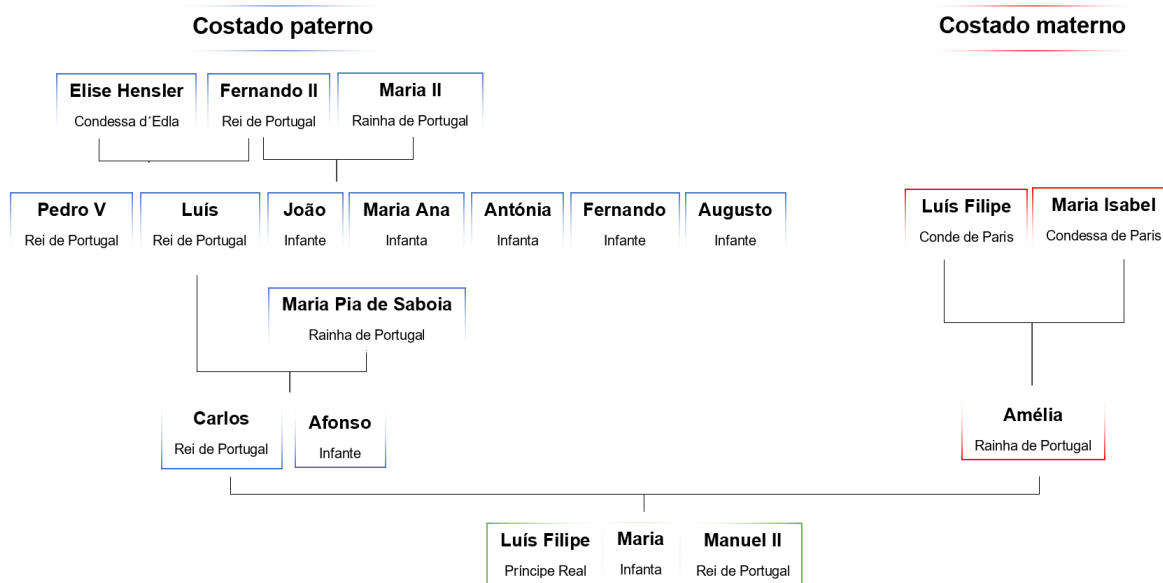 Costado paterno
Costado materno
Elise Hensler
Condessa d´Edla
Fernando II
Rei de Portugal
Maria II
Rainha de Portugal
Pedro V
Rei de Portugal
Luís
Rei de Portugal
João
Infante
Maria Ana
Infanta
Antónia
Infanta
Fernando
Infante
Augusto
Infante
Luís Filipe
Conde de Paris
Maria Isabel
Condessa de Paris
Maria Pia de Saboia
Rainha de Portugal
Carlos
Rei de Portugal
Afonso
Infante
Amélia
Rainha de Portugal
Luís Filipe
Príncipe Real
Maria
Infanta
Manuel II
Rei de Portugal